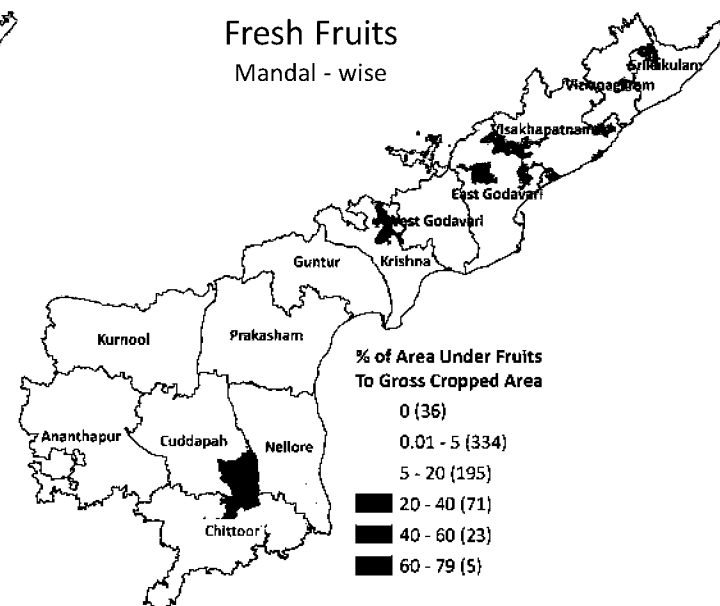 Fresh Fruits
Mandal - wise
Srikakulam
Vizianagaram
Visakhapatnam
East Godavari
West Godavari
Guntur
Krishna
Kurnool
Prakasham
% of Area Under Fruits
To Gross Cropped Area
0 (36)
0.01 - 5 (334)
5 - 20 (195)
20 - 40 (71)
40 - 60 (23)
60 - 79 (5)
Ananthapur
Cuddapah
Nellore
Chittoor